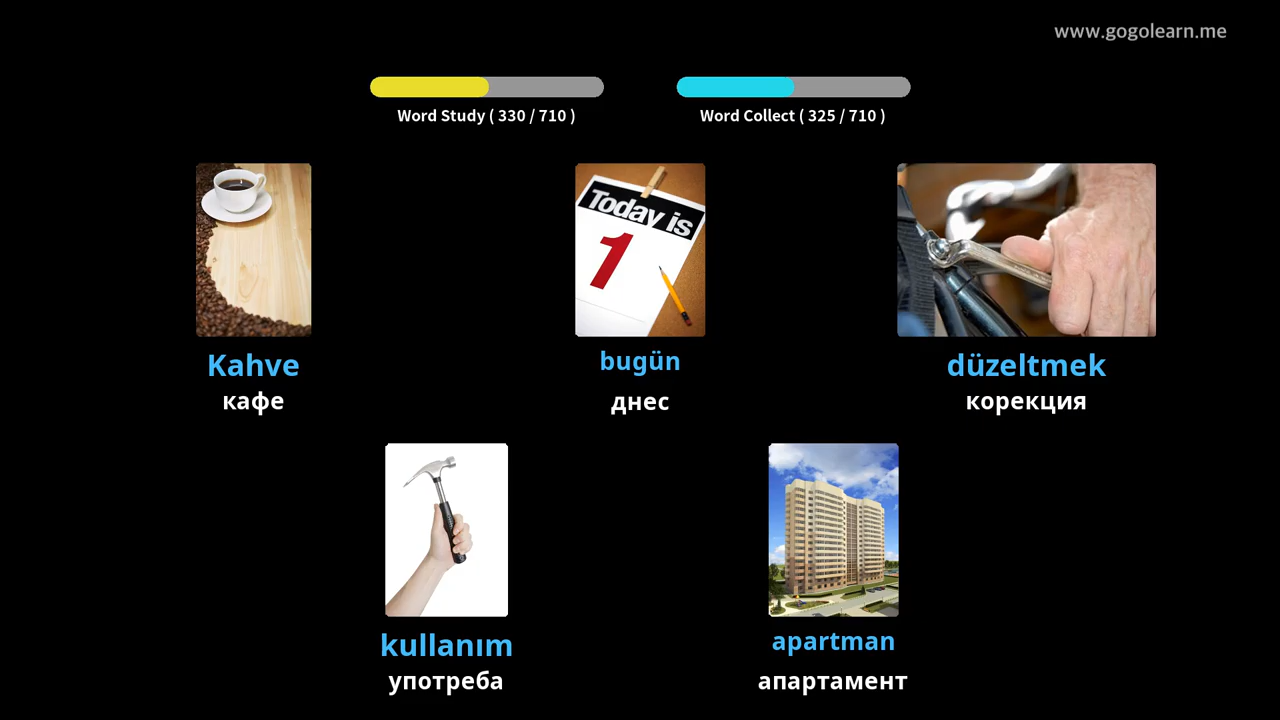 www.gogolearn.me
Word Study ( 330 / 710 )
Word Collect ( 325 / 710 )
Today is
1
Kahve
кафе
bugün
днес
düzeltmek
корекция
kullanım
употреба
apartman
апартамент